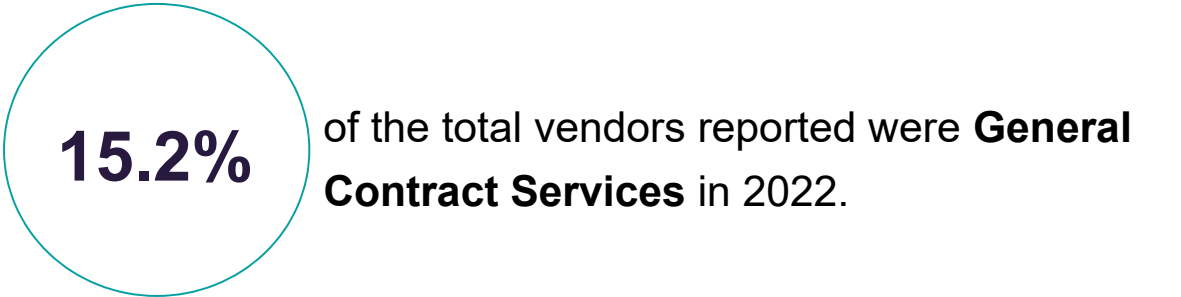 15.2%
of the total vendors reported were General
Contract Services in 2022.